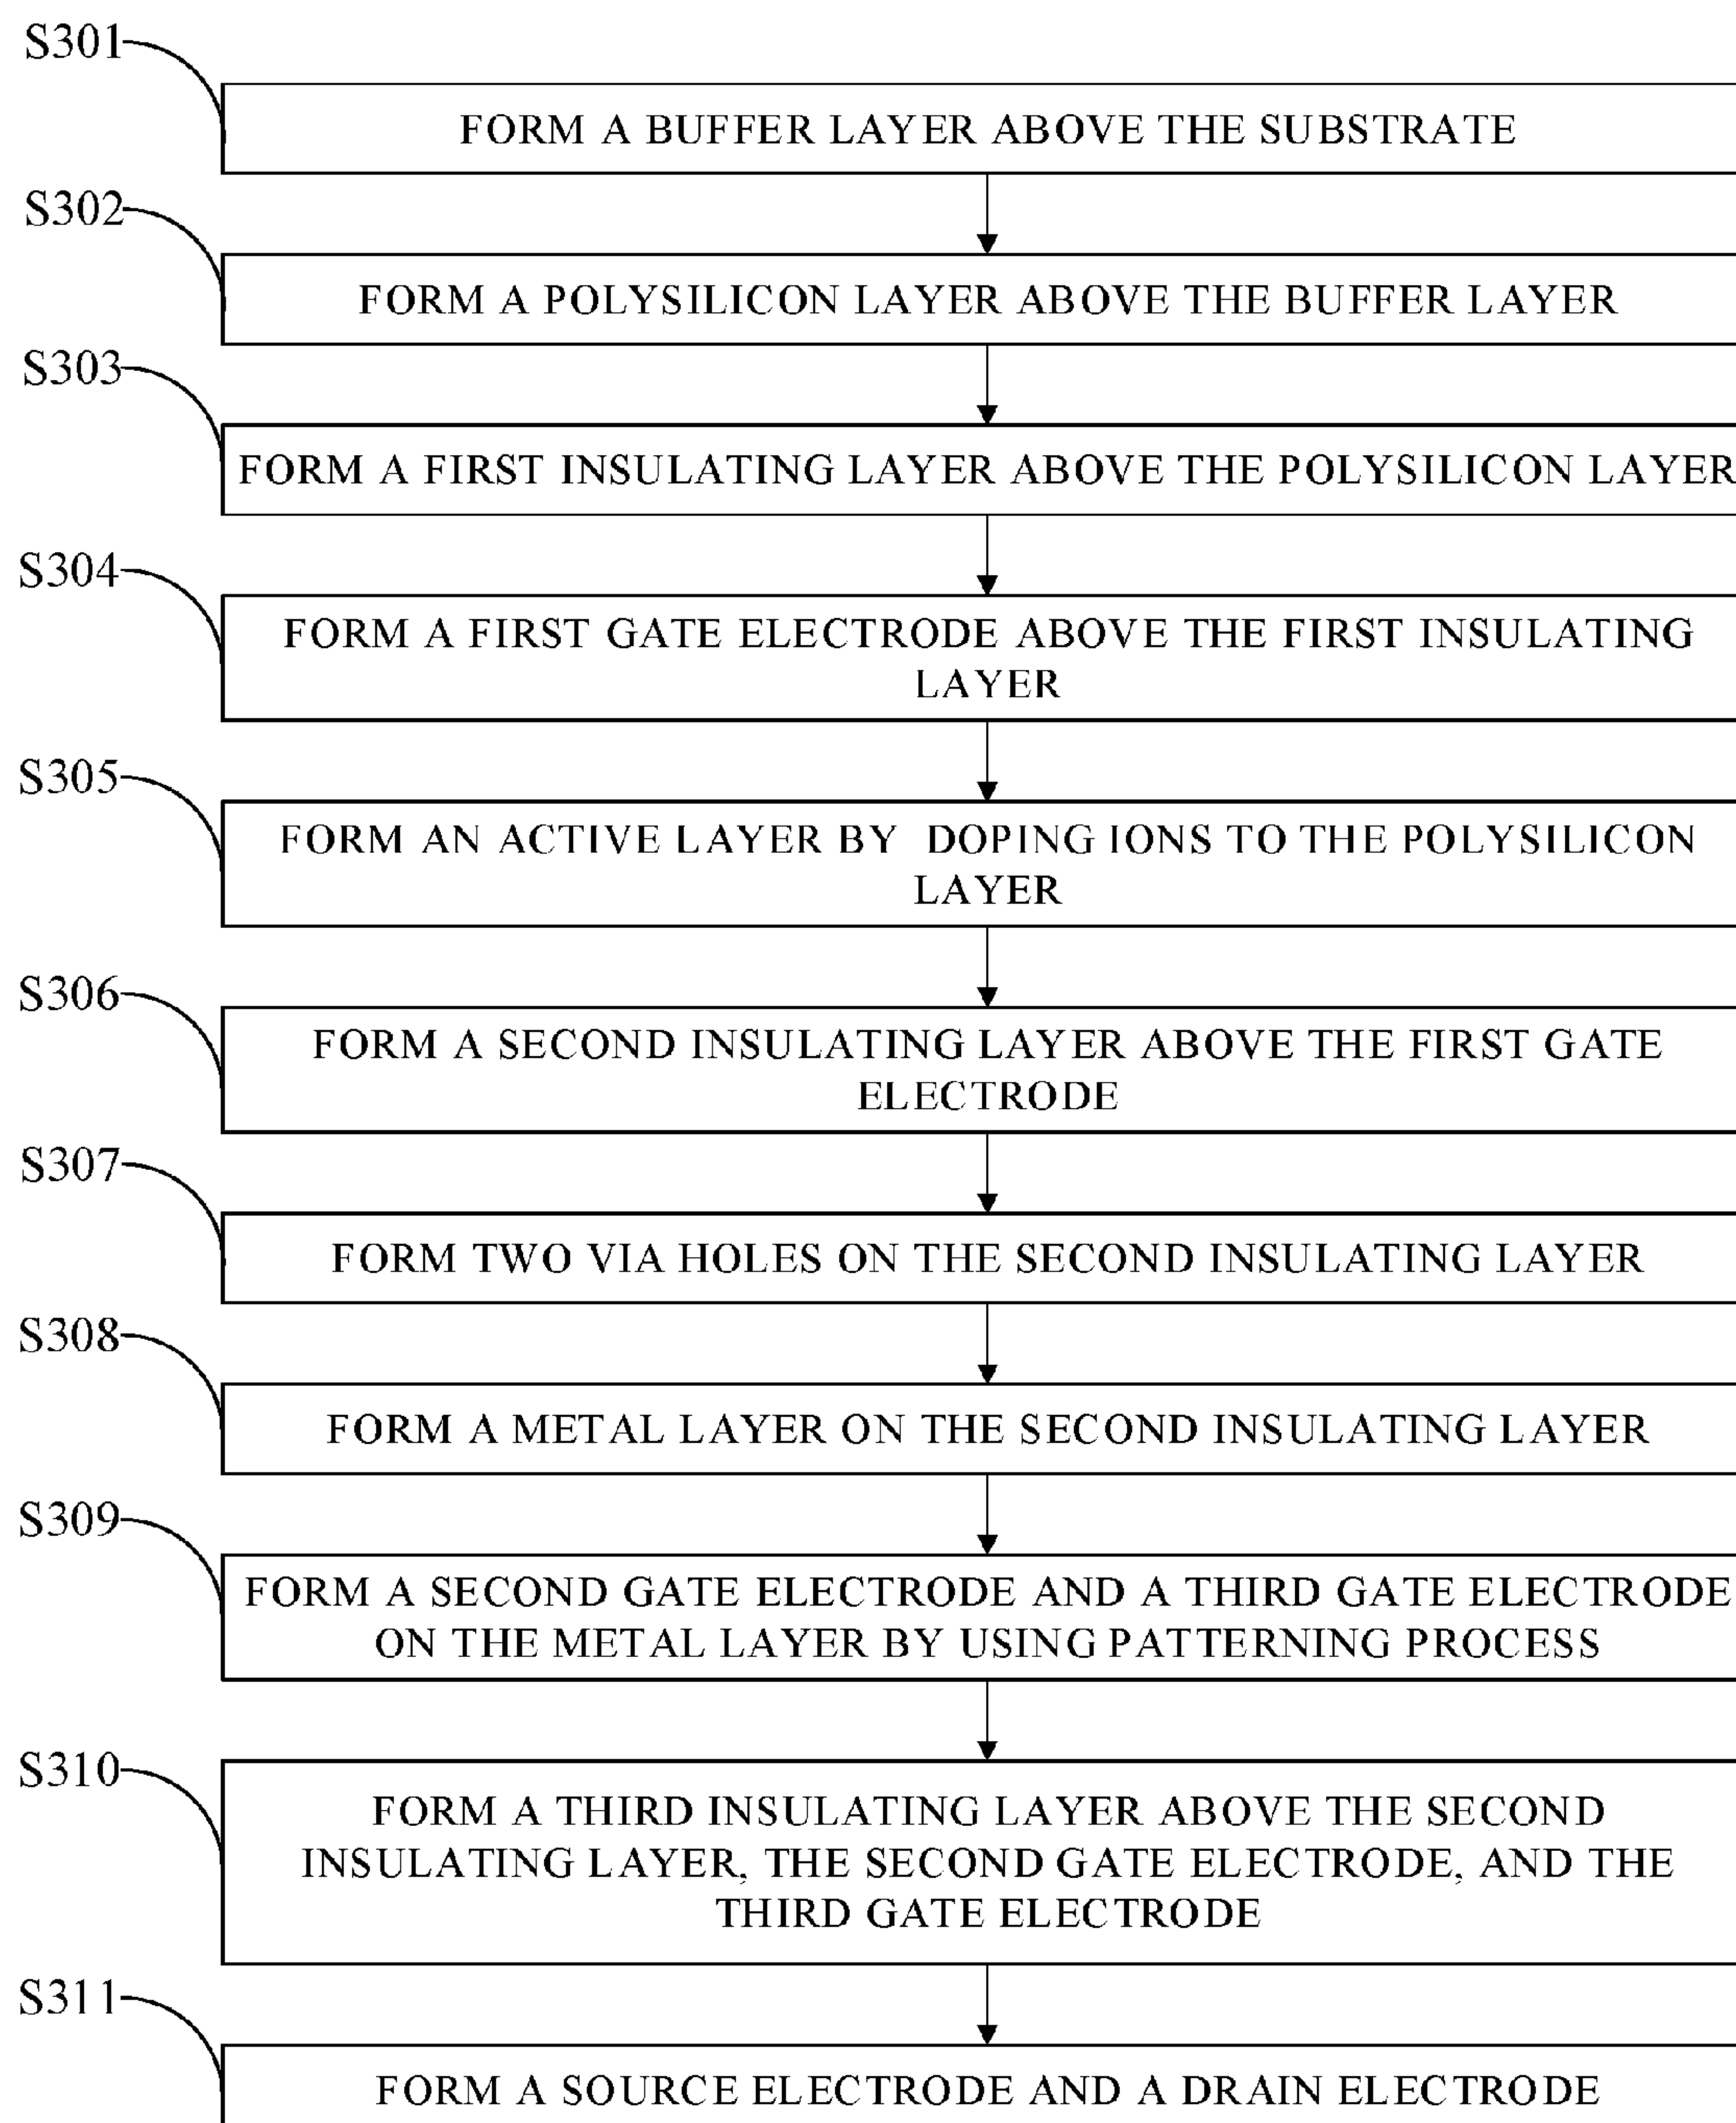 S301
FORM A BUFFER LAYER ABOVE THE SUBSTRATE
S302
FORM A POLYSILICON LAYER ABOVE THE BUFFER LAYER
S303
FORM A FIRST INSULATING LAYER ABOVE THE POLYSILICON LAYER
S304
FORM A FIRST GATE ELECTRODE ABOVE THE FIRST INSULATING
LAYER
S305
FORM AN ACTIVE LAYER BY DOPING IONS TO THE POLYSILICON
LAYER
S306
FORM A SECOND INSULATING LAYER ABOVE THE FIRST GATE
ELECTRODE
S307
FORM TWO VIA HOLES ON THE SECOND INSULATING LAYER
S308
FORM A METAL LAYER ON THE SECOND INSULATING LAYER
S309
FORM A SECOND GATE ELECTRODE AND A THIRD GATE ELECTRODE
ON THE METAL LAYER BY USING PATTERNING PROCESS
S310
FORM A THIRD INSULATING LAYER ABOVE THE SECOND
INSULATING LAYER, THE SECOND GATE ELECTRODE, AND THE
THIRD GATE ELECTRODE
S311
FORM A SOURCE ELECTRODE AND A DRAIN ELECTRODE